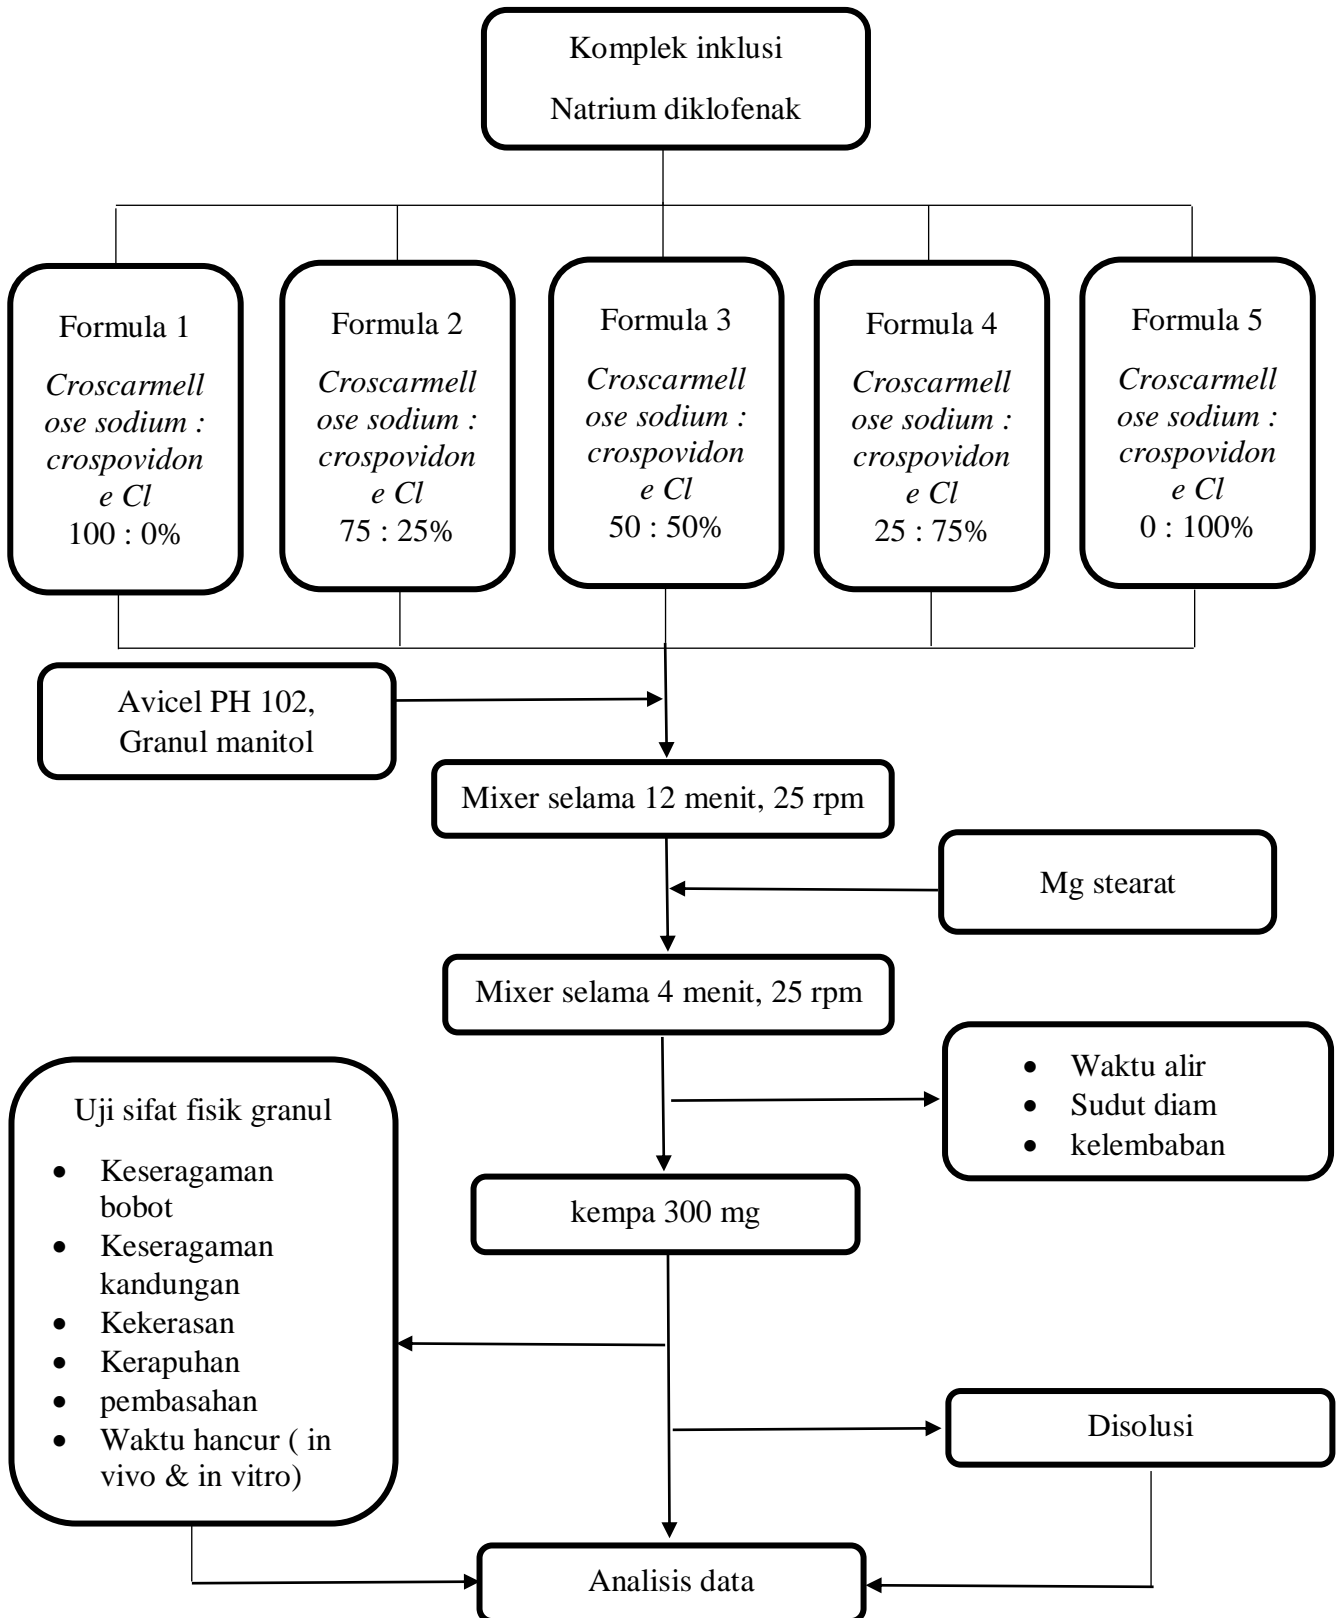 Komplek inklusi
Natrium diklofenak
Formula 1
Croscarmell
ose sodium :
crospovidon
e Cl
100 : 0%
Formula 2
Croscarmell
ose sodium :
crospovidon
e Cl
75 : 25%
Formula 3
Croscarmell
ose sodium :
crospovidon
e Cl
50 : 50%
Formula 4
Croscarmell
ose sodium :
crospovidon
e Cl
25 : 75%
Formula 5
Croscarmell
ose sodium :
crospovidon
e Cl
0 : 100%
Avicel PH 102,
Granul manitol
Mixer selama 12 menit, 25 rpm
Mg stearat
Mixer selama 4 menit, 25 rpm
• Waktu alir
• Sudut diam
• kelembaban
Uji sifat fisik granul
• Keseragaman
bobot
• Keseragaman
kandungan
• Kekerasan
• Kerapuhan
• pembasahan
• Waktu hancur ( in
vivo & in vitro)
kempa 300 mg
Disolusi
Analisis data